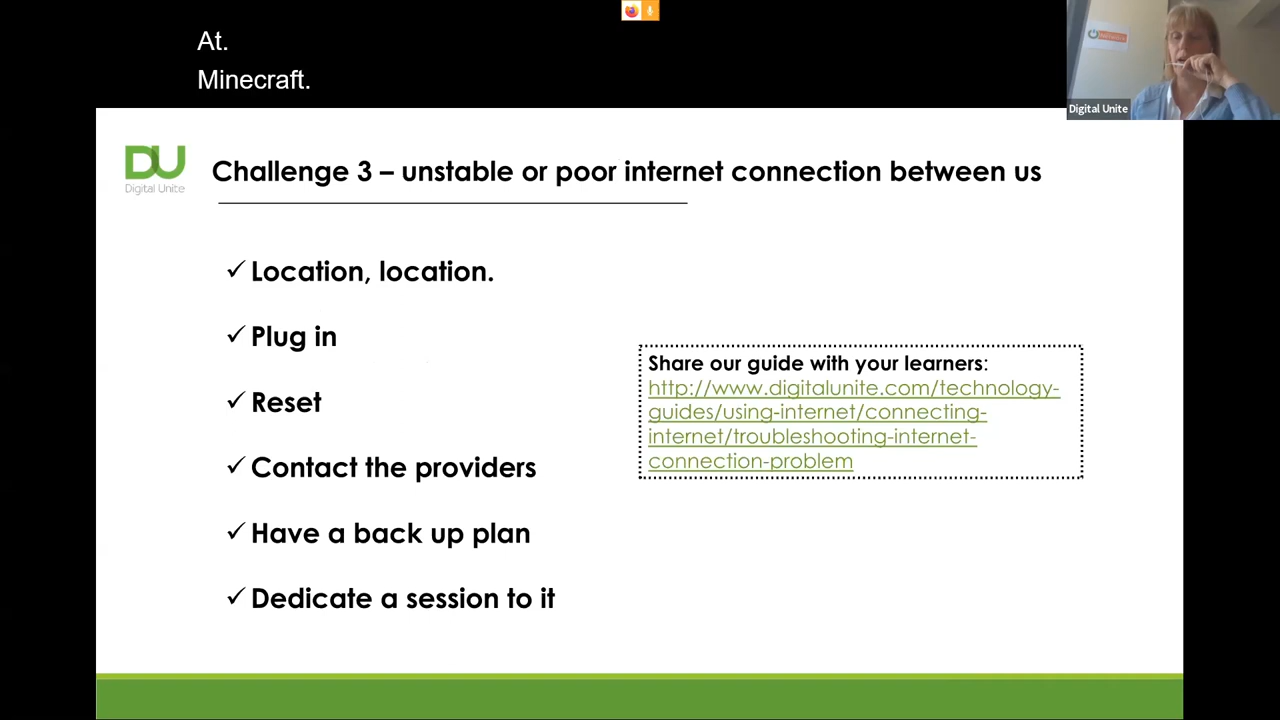 At.
Minecraft.
Digital Unite
DU
Digital Unite
Challenge 3 – unstable or poor internet connection between us
✓ Location, location.
✓ Plug in
✓ Reset
✓ Contact the providers
✓ Have a back up plan
✓ Dedicate a session to it
Share our guide with your learners:
http://www.digitalunite.com/technology-
guides/using-internet/connecting-
internet/troubleshooting-internet-
connection-problem